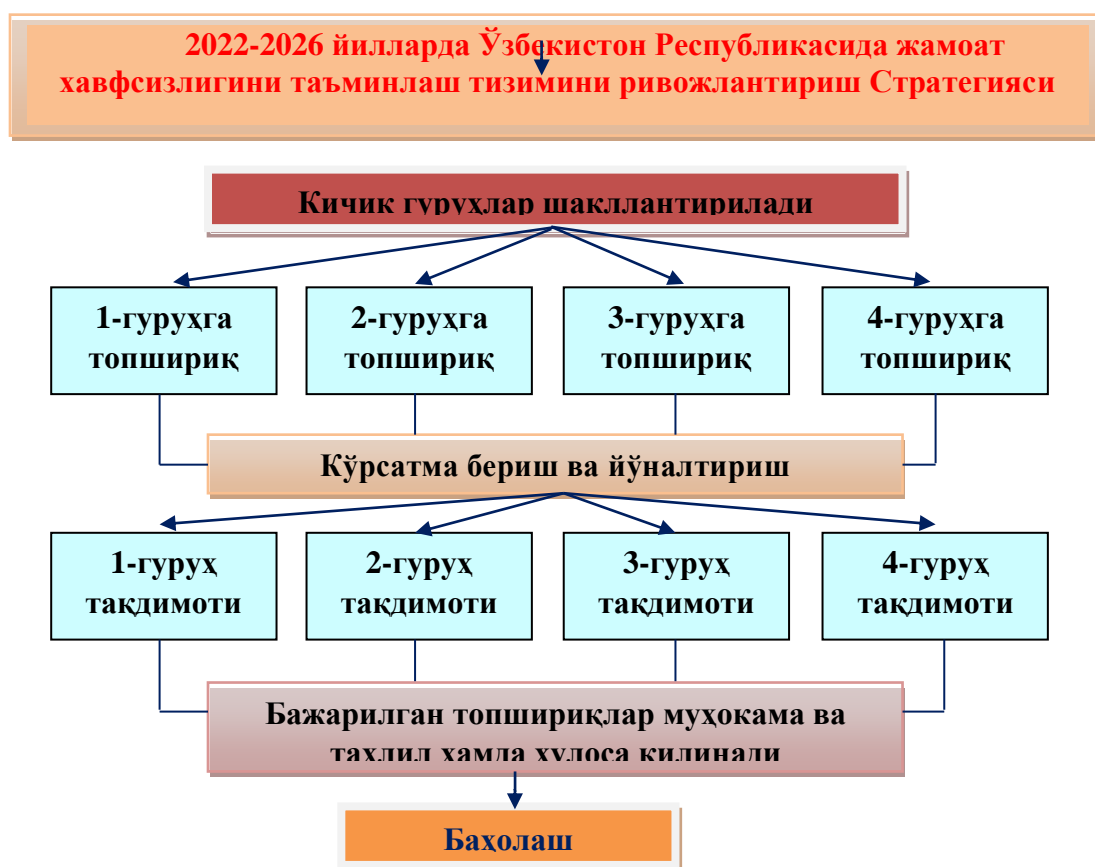 2022-2026 йилларда Ўзбекистон Республикасида жамоат
хавфсизлигини таъминлаш тизимини ривожлантириш Стратегияси
Кичик гуруҳлар шакллантирилади
1-гуруҳга
топшириқ
2-гуруҳга
топшириқ
3-гуруҳга
топшириқ
4-гуруҳга
топшириқ
Кўрсатма бериш ва йўналтириш
1-гуруҳ
тақдимоти
2-гуруҳ
тақдимоти
3-гуруҳ
тақдимоти
4-гуруҳ
тақдимоти
Бажарилган топшириқлар муҳокама ва
таҳлил ҳамда хулоса қилинади
Баҳолаш